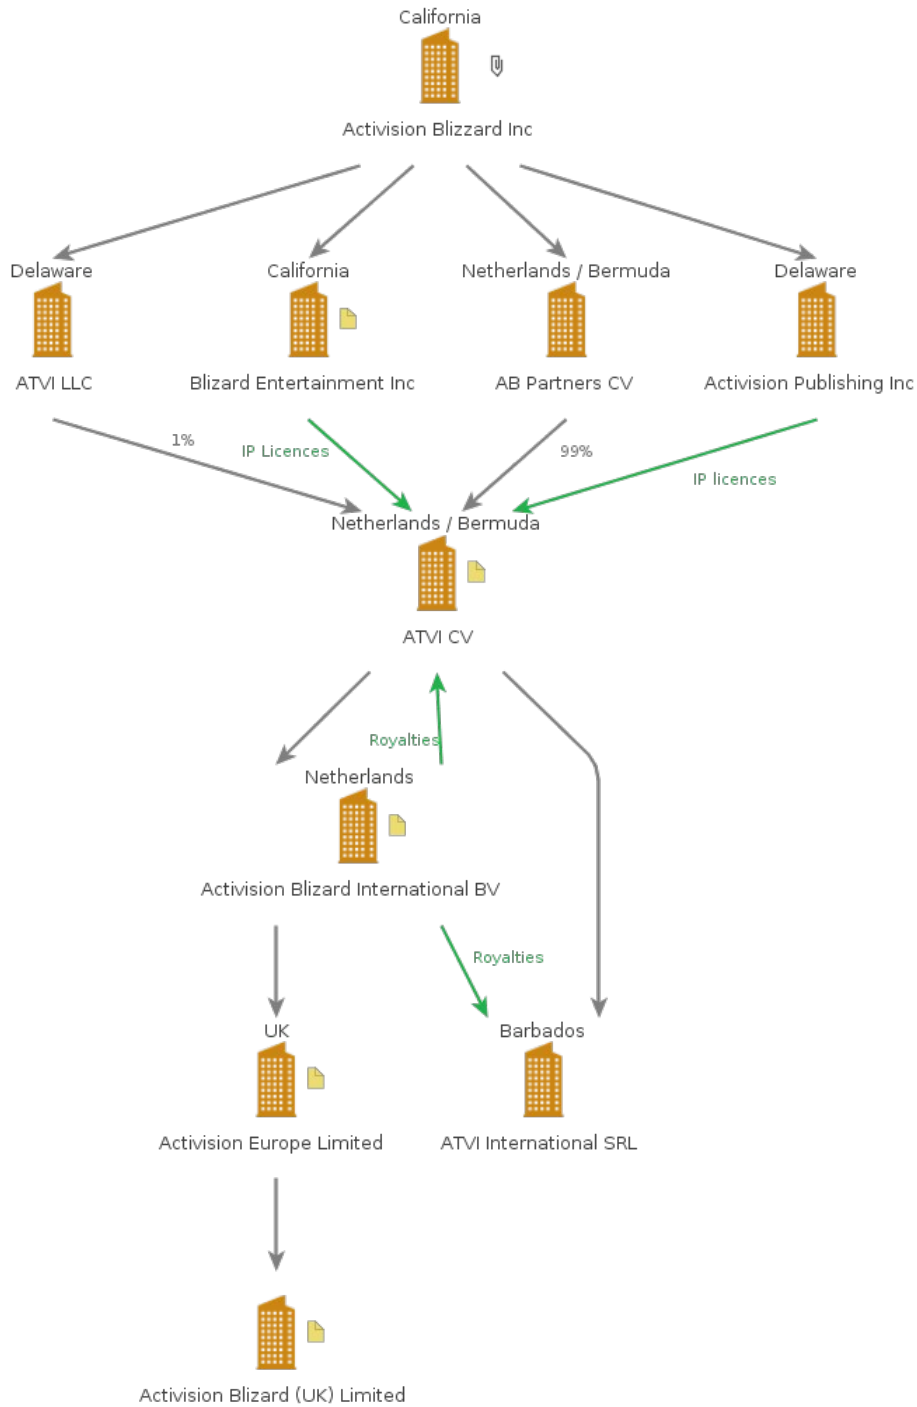 California
Activision Blizzard Inc
Delaware
California
Netherlands / Bermuda
Delaware
ATVI LLC
Blizard Entertainment Inc
AB Partners CV
Activision Publishing Inc
1%
IP Licences
99%
IP licences
Netherlands / Bermuda
ATVI CV
Royalties
Netherlands
Activision Blizard International BV
Royalties
UK
Barbados
Activision Europe Limited
ATVI International SRL
Activision Blizard (UK) Limited